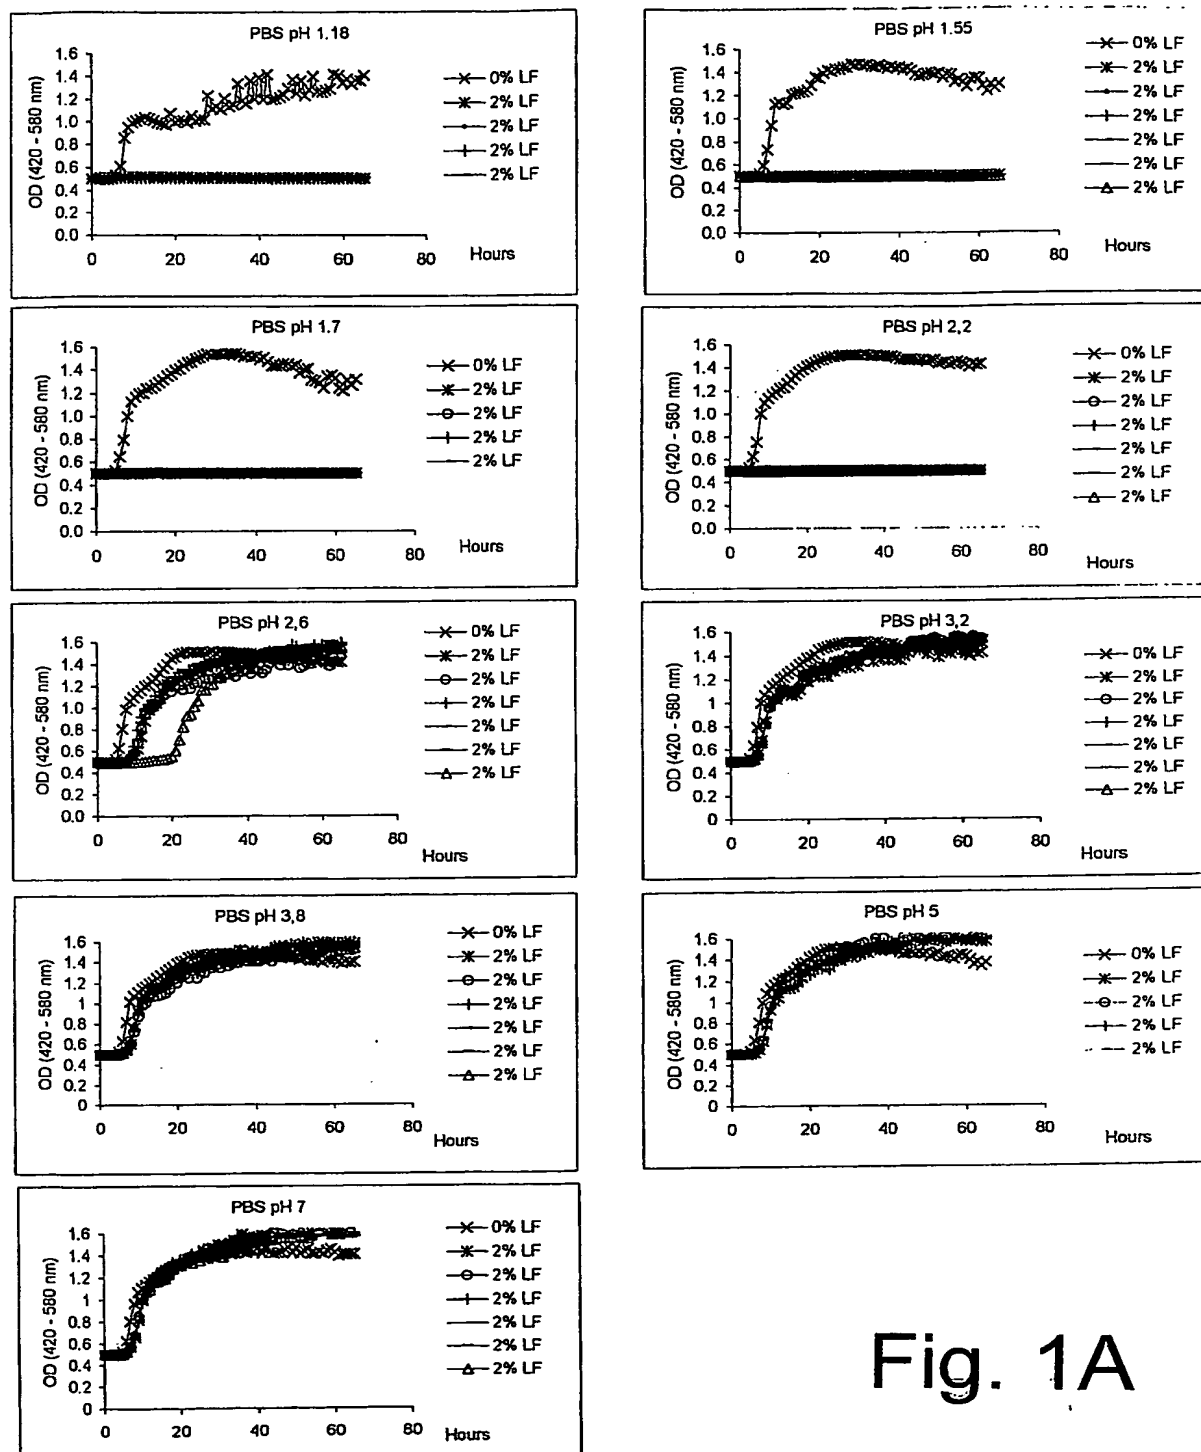 PBS pH 1.18
OD (420 - 580 nm)
1.6
1.4
1.2
1.0
0.8
0.6
0.4
0.2
0.0
0 20 40 60 80
Hours
0% LF
2% LF
2% LF
2% LF
2% LF
PBS pH 1.55
OD (420 - 580 nm)
1.6
1.4
1.2
1.0
0.8
0.6
0.4
0.2
0.0
0 20 40 60 80
Hours
0% LF
2% LF
2% LF
2% LF
2% LF
2% LF
2% LF
PBS pH 1.7
OD (420 - 580 nm)
1.6
1.4
1.2
1.0
0.8
0.6
0.4
0.2
0.0
0 20 40 60 80
Hours
0% LF
2% LF
2% LF
2% LF
2% LF
PBS pH 2,2
OD (420 - 580 nm)
1.6
1.4
1.2
1.0
0.8
0.6
0.4
0.2
0.0
0 20 40 60 80
Hours
0% LF
2% LF
2% LF
2% LF
2% LF
2% LF
2% LF
PBS pH 2,6
OD (420 - 580 nm)
1.6
1.4
1.2
1.0
0.8
0.6
0.4
0.2
0.0
0 20 40 60 80
Hours
0% LF
2% LF
2% LF
2% LF
2% LF
2% LF
2% LF
PBS pH 3,2
OD (420 - 580 nm)
1.6
1.4
1.2
1.0
0.8
0.6
0.4
0.2
0.0
0 20 40 60 80
Hours
0% LF
2% LF
2% LF
2% LF
2% LF
2% LF
2% LF
PBS pH 3,8
OD (420 - 580 nm)
1.6
1.4
1.2
1
0.8
0.6
0.4
0.2
0
0 20 40 60 80
Hours
0% LF
2% LF
2% LF
2% LF
2% LF
2% LF
2% LF
PBS pH 5
OD (420 - 580 nm)
1.6
1.4
1.2
1
0.8
0.6
0.4
0.2
0
0 20 40 60 80
Hours
0% LF
2% LF
2% LF
2% LF
2% LF
PBS pH 7
OD (420 - 580 nm)
1.6
1.4
1.2
1
0.8
0.6
0.4
0.2
0
0 20 40 60 80
Hours
0% LF
2% LF
2% LF
2% LF
2% LF
2% LF
2% LF
Fig. 1A